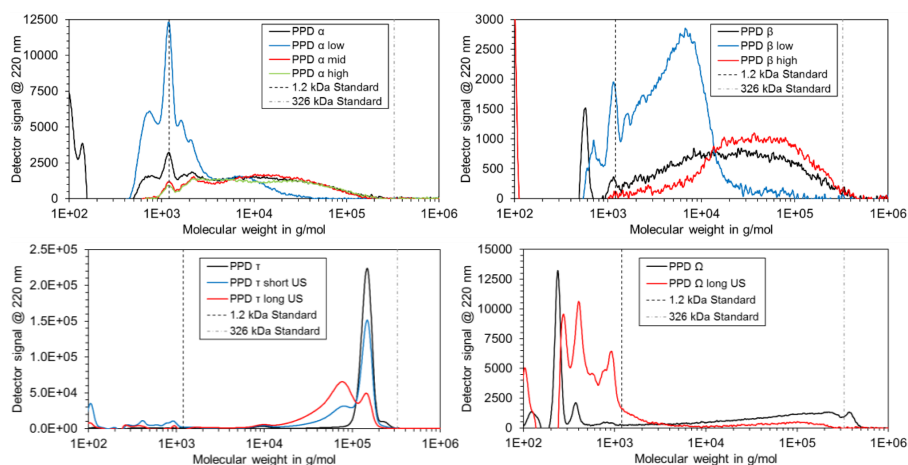 12500
10000
7500
5000
2500
0
Detector signal @ 220 nm
PPD α
PPD α low
PPD α mid
PPD α high
1.2 kDa Standard
326 kDa Standard
1E+02 1E+03 1E+04 1E+05 1E+06
Molecular weight in g/mol
3000
2500
2000
1500
1000
500
0
Detector signal @ 220 nm
PPD β
PPD β low
PPD β high
1.2 kDa Standard
326 kDa Standard
1E+02 1E+03 1E+04 1E+05 1E+06
Molecular weight in g/mol
2.5E+05
2.0E+05
1.5E+05
1.0E+05
5.0E+04
0.0E+00
Detector signal @ 220 nm
PPD τ
PPD τ short US
PPD τ long US
1.2 kDa Standard
326 kDa Standard
1E+02 1E+03 1E+04 1E+05 1E+06
Molecular weight in g/mol
15000
12500
10000
7500
5000
2500
0
Detector signal @ 220 nm
PPD Ω
PPD Ω long US
1.2 kDa Standard
326 kDa Standard
1E+02 1E+03 1E+04 1E+05 1E+06
Molecular weight in g/mol